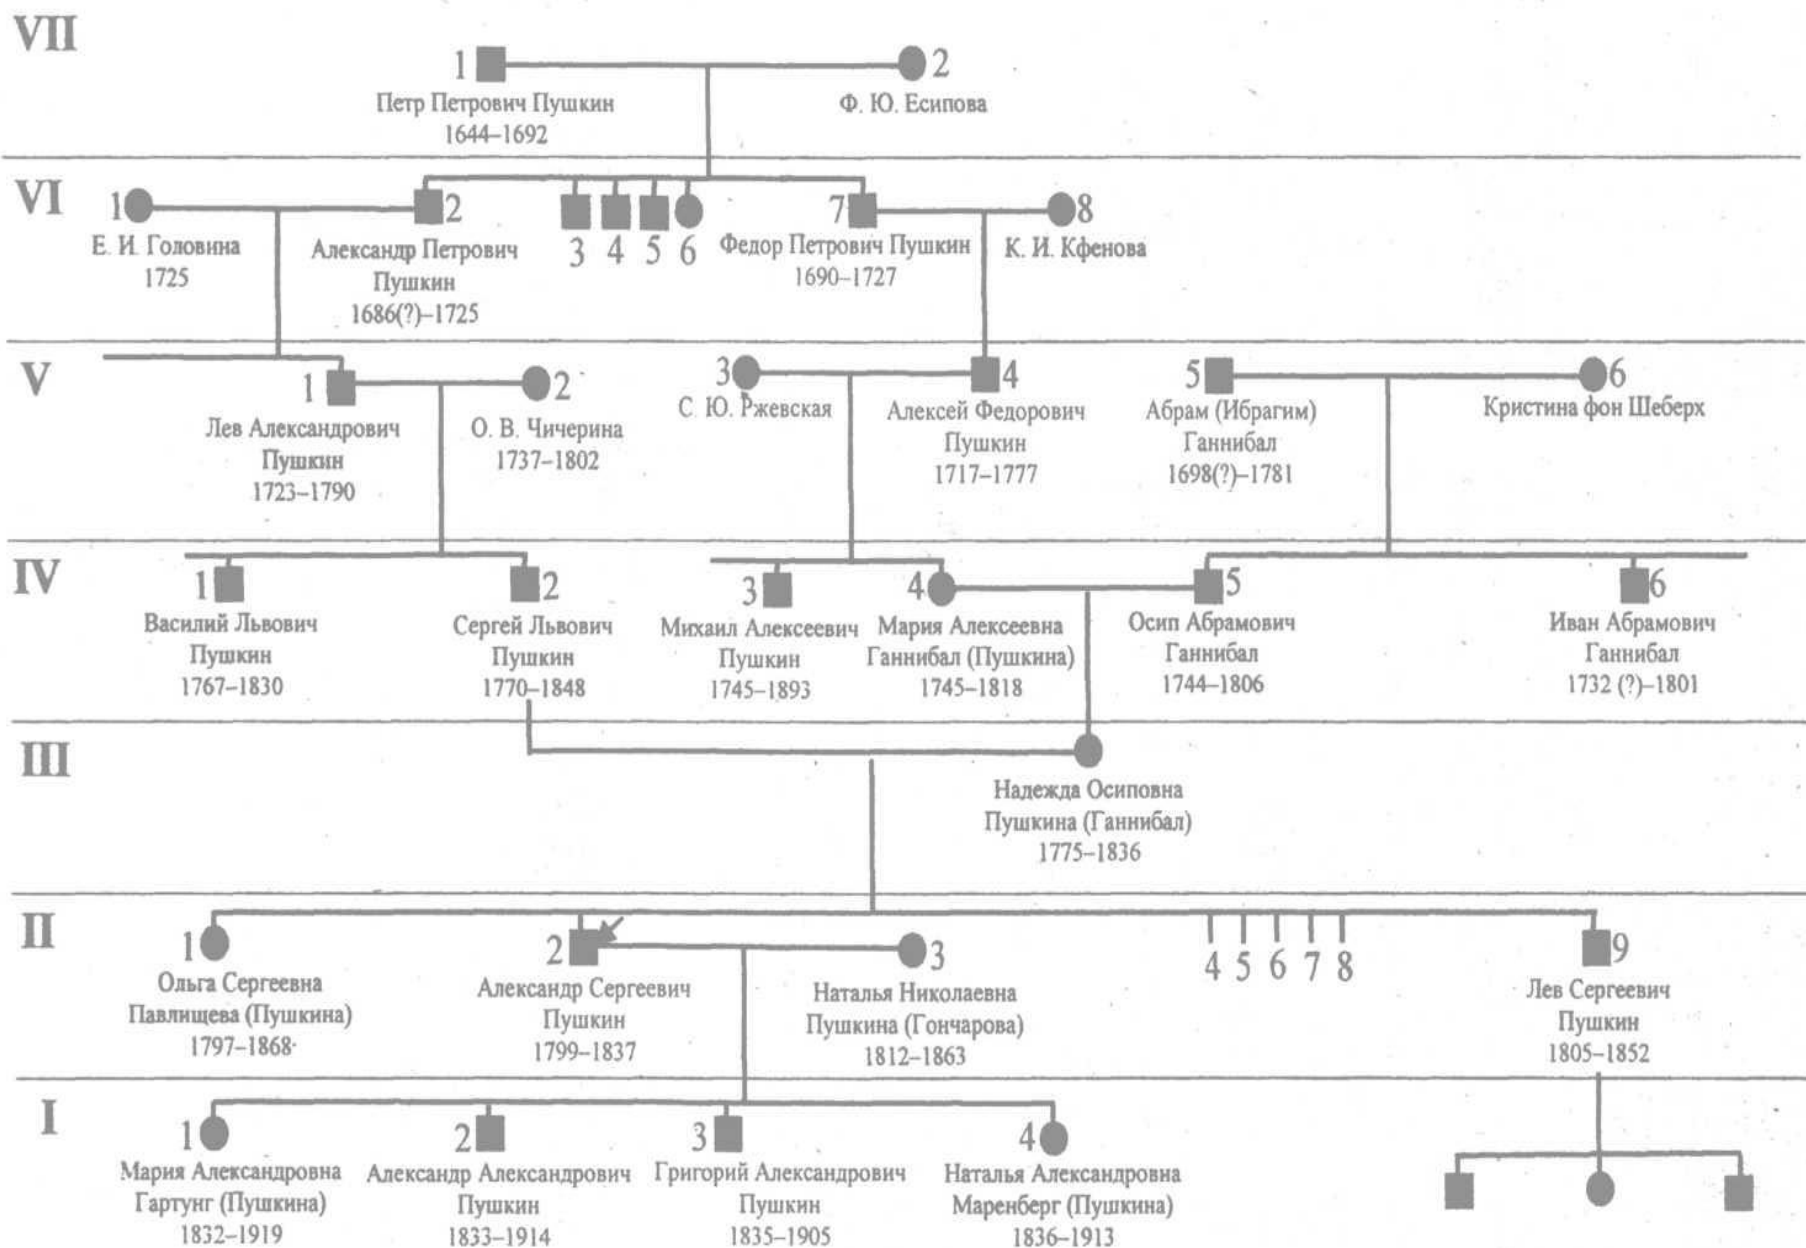 VII
1
2
Петр Петрович Пушкин
1644–1692
Ф. Ю. Есипова
VI
1
Е. И. Головина
1725
2
Александр Петрович
Пушкин
1686(?)–1725
3
4
5
6
7
Федор Петрович Пушкин
1690–1727
8
К. И. Кфенова
V
1
Лев Александрович
Пушкин
1723–1790
2
О. В. Чичерина
1737–1802
3
С. Ю. Ржевская
4
Алексей Федорович
Пушкин
1717–1777
5
Абрам (Ибрагим)
Ганнибал
1698(?)–1781
6
Кристина фон Шеберх
IV
1
Василий Львович
Пушкин
1767–1830
2
Сергей Львович
Пушкин
1770–1848
3
Михаил Алексеевич
Пушкин
1745–1893
4
Мария Алексеевна
Ганнибал (Пушкина)
1745–1818
5
Осип Абрамович
Ганнибал
1744–1806
6
Иван Абрамович
Ганнибал
1732 (?)–1801
III
Надежда Осиповна
Пушкина (Ганнибал)
1775–1836
II
1
Ольга Сергеевна
Павлищева (Пушкина)
1797–1868
2
Александр Сергеевич
Пушкин
1799–1837
3
Наталья Николаевна
Пушкина (Гончарова)
1812–1863
4 5 6 7 8
9
Лев Сергеевич
Пушкин
1805–1852
I
1
Мария Александровна
Гартунг (Пушкина)
1832–1919
2
Александр Александрович
Пушкин
1833–1914
3
Григорий Александрович
Пушкин
1835–1905
4
Наталья Александровна
Маренберг (Пушкина)
1836–1913